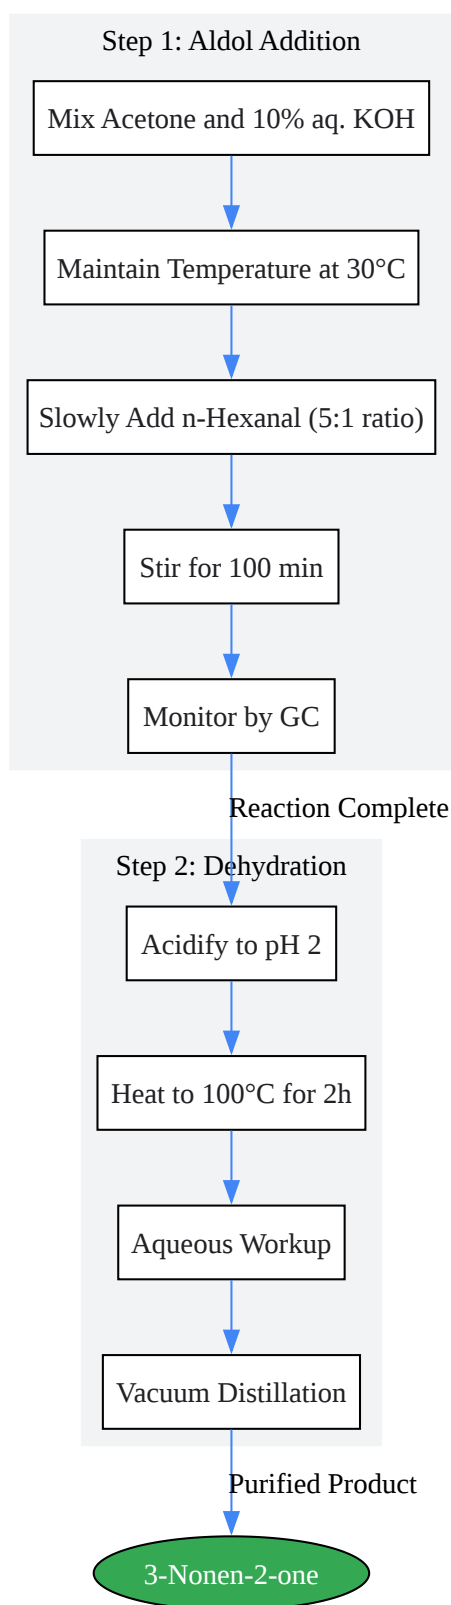 Step 1: Aldol Addition
Mix Acetone and 10% aq. KOH
Maintain Temperature at 30°C
Slowly Add n-Hexanal (5:1 ratio)
Stir for 100 min
Monitor by GC
Reaction Complete
Step 2: Dehydration
Acidify to pH 2
Heat to 100°C for 2h
Aqueous Workup
Vacuum Distillation
Purified Product
3-Nonen-2-one